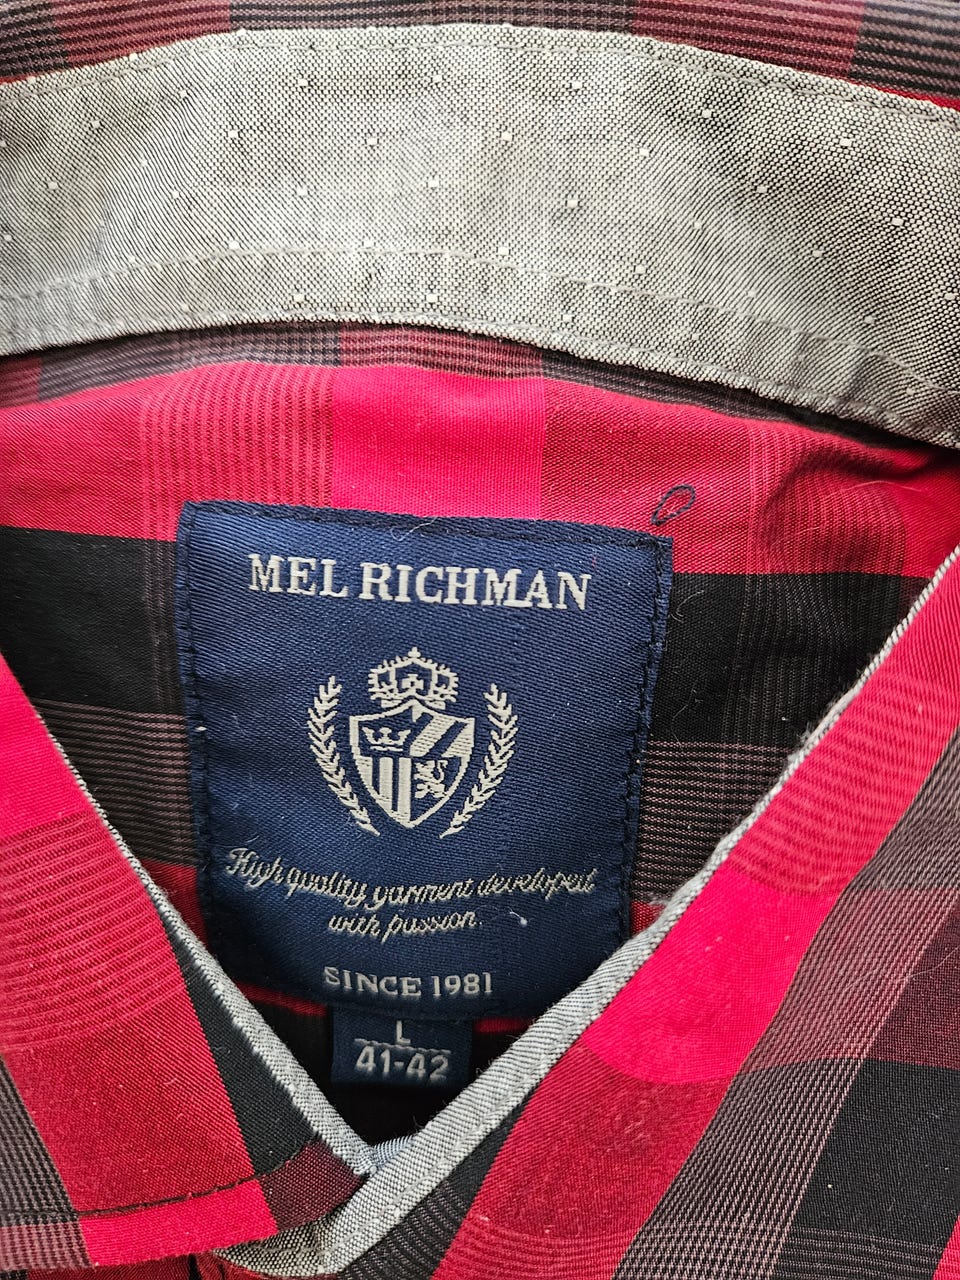 MEL RICHMAN
High quality garment developed
with passion.
SINCE 1981
L
41-42